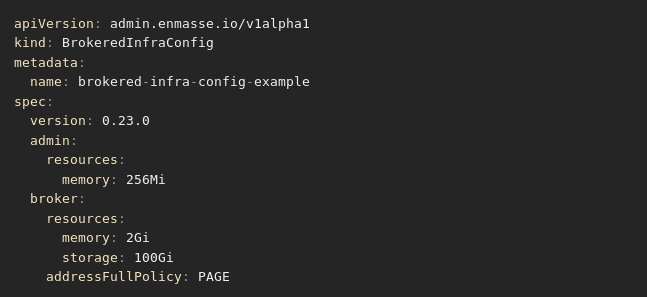 apiVersion: admin.enmasse.io/v1alpha1
kind: BrokeredInfraConfig
metadata:
  name: brokered-infra-config-example
spec:
  version: 0.23.0
  admin:
    resources:
      memory: 256Mi
  broker:
    resources:
      memory: 2Gi
      storage: 100Gi
    addressFullPolicy: PAGE